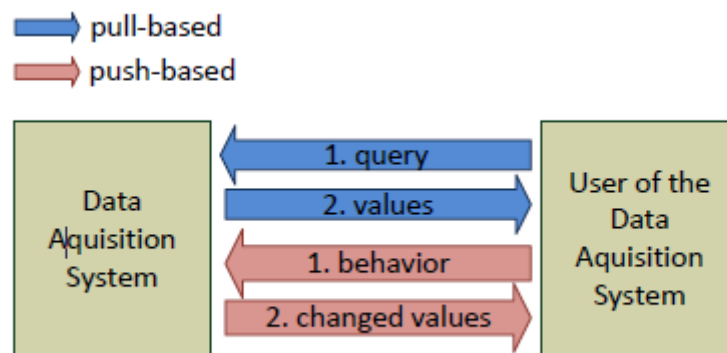 pull-based
push-based
Data
Aquisition
System
1. query
2. values
1. behavior
2. changed values
User of the
Data
Aquisition
System